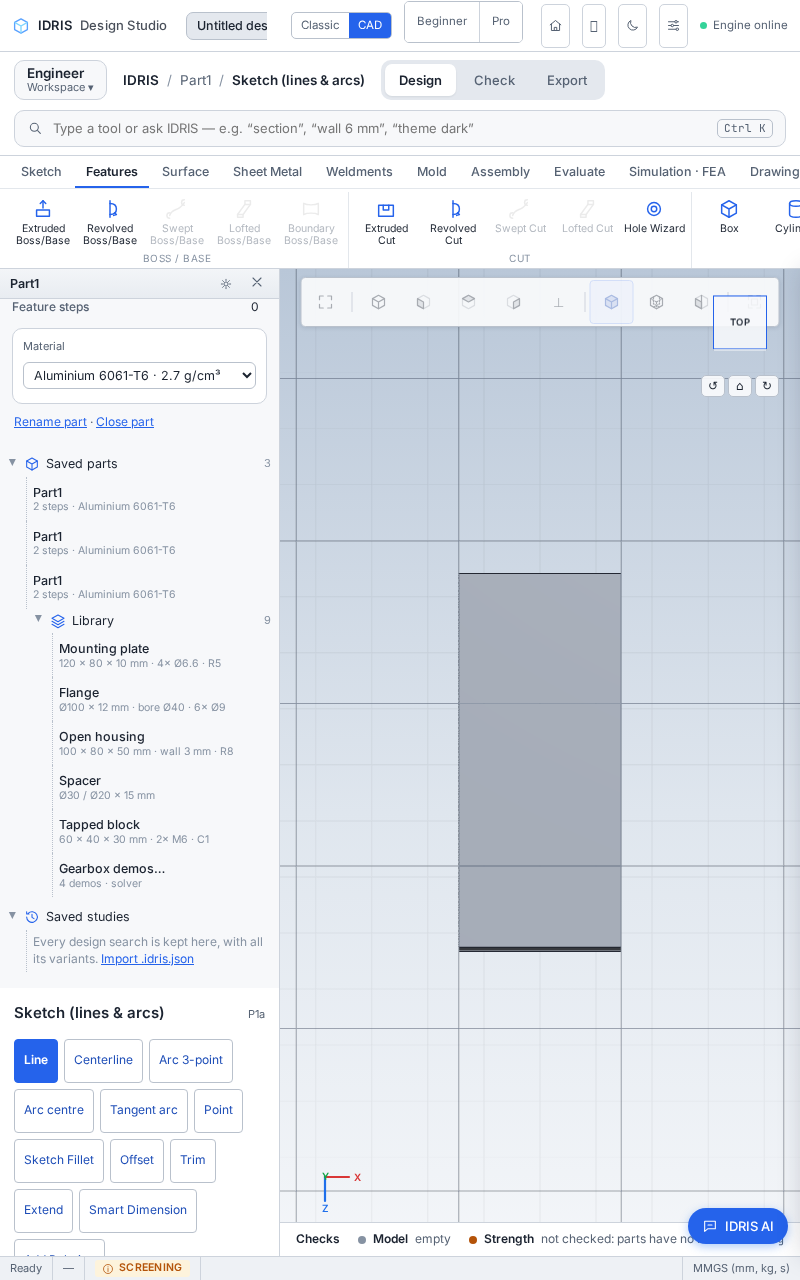 IDRIS Design Studio Untitled des Classic CAD Beginner Pro Engine online
Engineer
Workspace ▾
IDRIS / Part1 / Sketch (lines & arcs) Design Check Export
Type a tool or ask IDRIS — e.g. “section”, “wall 6 mm”, “theme dark” Ctrl K
Sketch Features Surface Sheet Metal Weldments Mold Assembly Evaluate Simulation · FEA Drawing
Extruded Boss/Base
Revolved Boss/Base
Swept Boss/Base
Lofted Boss/Base
Boundary Boss/Base
Extruded Cut
Revolved Cut
Swept Cut
Lofted Cut
Hole Wizard
Box
Cylin
BOSS / BASE
CUT
Part1
Feature steps 0
Material
Aluminium 6061-T6 · 2.7 g/cm³
Rename part · Close part
Saved parts 3
Part1
2 steps · Aluminium 6061-T6
Part1
2 steps · Aluminium 6061-T6
Part1
2 steps · Aluminium 6061-T6
Library 9
Mounting plate
120 × 80 × 10 mm · 4× Ø6.6 · R5
Flange
Ø100 × 12 mm · bore Ø40 · 6× Ø9
Open housing
100 × 80 × 50 mm · wall 3 mm · R8
Spacer
Ø30 / Ø20 × 15 mm
Tapped block
60 × 40 × 30 mm · 2× M6 · C1
Gearbox demos...
4 demos · solver
Saved studies
Every design search is kept here, with all
its variants. Import .idris.json
Sketch (lines & arcs) P1a
Line Centerline Arc 3-point
Arc centre Tangent arc Point
Sketch Fillet Offset Trim
Extend Smart Dimension
TOP
Y X
Z
Checks Model empty Strength not checked: parts have no
IDRIS AI
Ready — SCREENING MMGS (mm, kg, s)